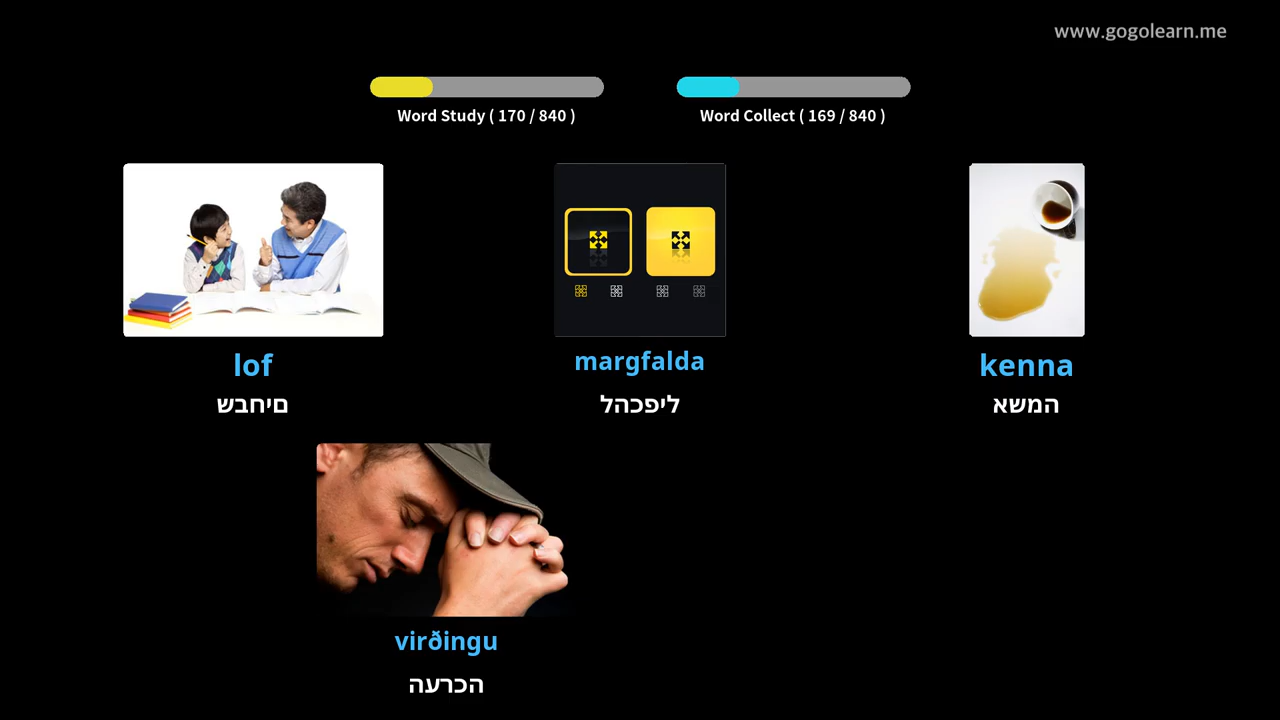 www.gogolearn.me
Word Study ( 170 / 840 )
Word Collect ( 169 / 840 )
lof
שבחים
margfalda
להכפיל
kenna
אשמה
virðingu
הערכה